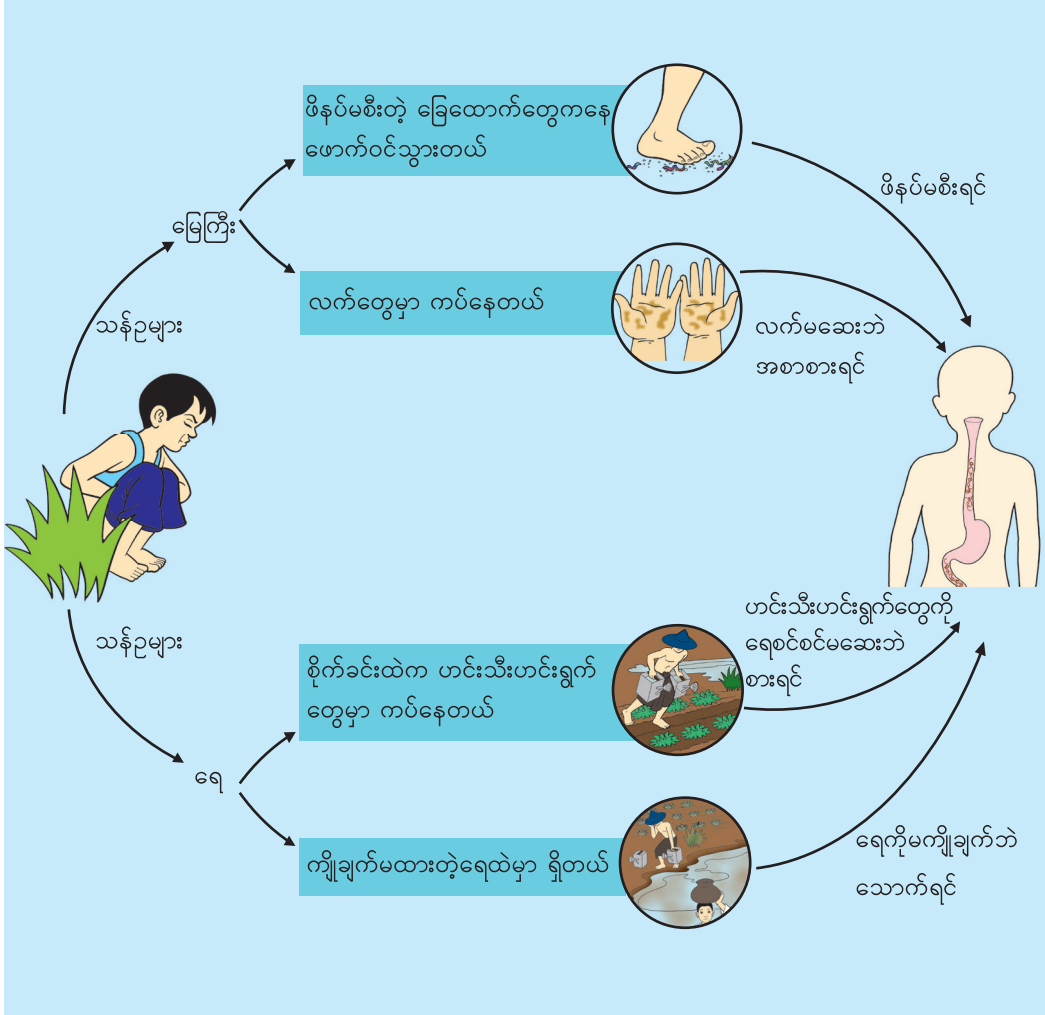 ဖိနပ်မစီးတဲ့ ခြေထောက်တွေကနေ
ဖောက်ဝင်သွားတယ်
ဖိနပ်မစီးရင်
မြေကြီး
လက်တွေမှာ ကပ်နေတယ်
လက်မဆေးဘဲ
အစာစားရင်
သန်ဥများ
သန်ဥများ
ဟင်းသီးဟင်းရွက်တွေကို
ရေစင်စင်မဆေးဘဲ
စားရင်
စိုက်ခင်းထဲက ဟင်းသီးဟင်းရွက်
တွေမှာ ကပ်နေတယ်
ရေ
ကျိုချက်မထားတဲ့ရေထဲမှာ ရှိတယ်
ရေကိုမကျိုချက်ဘဲ
သောက်ရင်